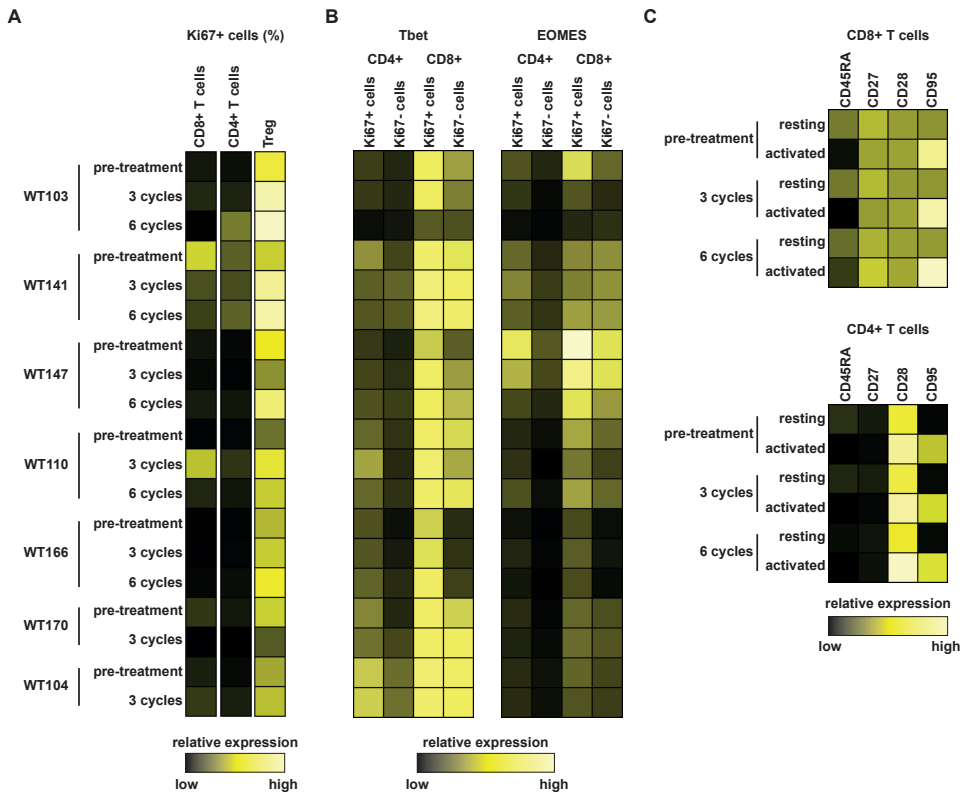 A
Ki67+ cells (%)
CD8+ T cells
CD4+ T cells
Treg
WT103
pre-treatment
3 cycles
6 cycles
WT141
pre-treatment
3 cycles
6 cycles
WT147
pre-treatment
3 cycles
6 cycles
WT110
pre-treatment
3 cycles
6 cycles
WT166
pre-treatment
3 cycles
6 cycles
WT170
pre-treatment
3 cycles
WT104
pre-treatment
3 cycles
relative expression
low high
B
Tbet EOMES
CD4+ CD8+ CD4+ CD8+
Ki67+ cells
Ki67- cells
Ki67+ cells
Ki67- cells
Ki67+ cells
Ki67- cells
Ki67+ cells
Ki67- cells
relative expression
low high
C
CD8+ T cells
CD45RA
CD27
CD28
CD95
pre-treatment
resting
activated
3 cycles
resting
activated
6 cycles
resting
activated
CD4+ T cells
CD45RA
CD27
CD28
CD95
pre-treatment
resting
activated
3 cycles
resting
activated
6 cycles
resting
activated
relative expression
low high